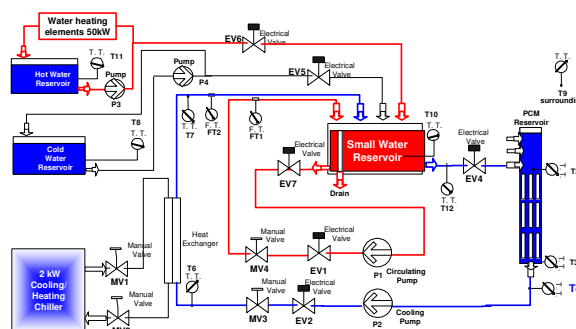 Water heating
elements 50kW
EV6
Electrical
Valve
T. T.
T11
Hot Water
Reservoir
Pump
P3
Pump
P4
EV5
Electrical
Valve
T. T.
T9
T. T.
T8
Cold
Water
Reservoir
T. T.
T7
F. T.
FT2
F. T.
FT1
T10
T. T.
Small Water
Reservoir
PCM
Reservoir
Electrical
Valve
EV4
T. T.
T12
Electrical
Valve
EV7
Drain
T. T.
Heat
Exchanger
Manual
Valve
MV1
2 kW
Cooling/
Heating
Chiller
Manual
Valve
T6
T. T.
Manual
Valve
MV4
Electrical
Valve
EV1
P1
Circulating
Pump
Manual
Valve
MV3
Electrical
Valve
EV2
P2
Cooling
Pump
T. T.